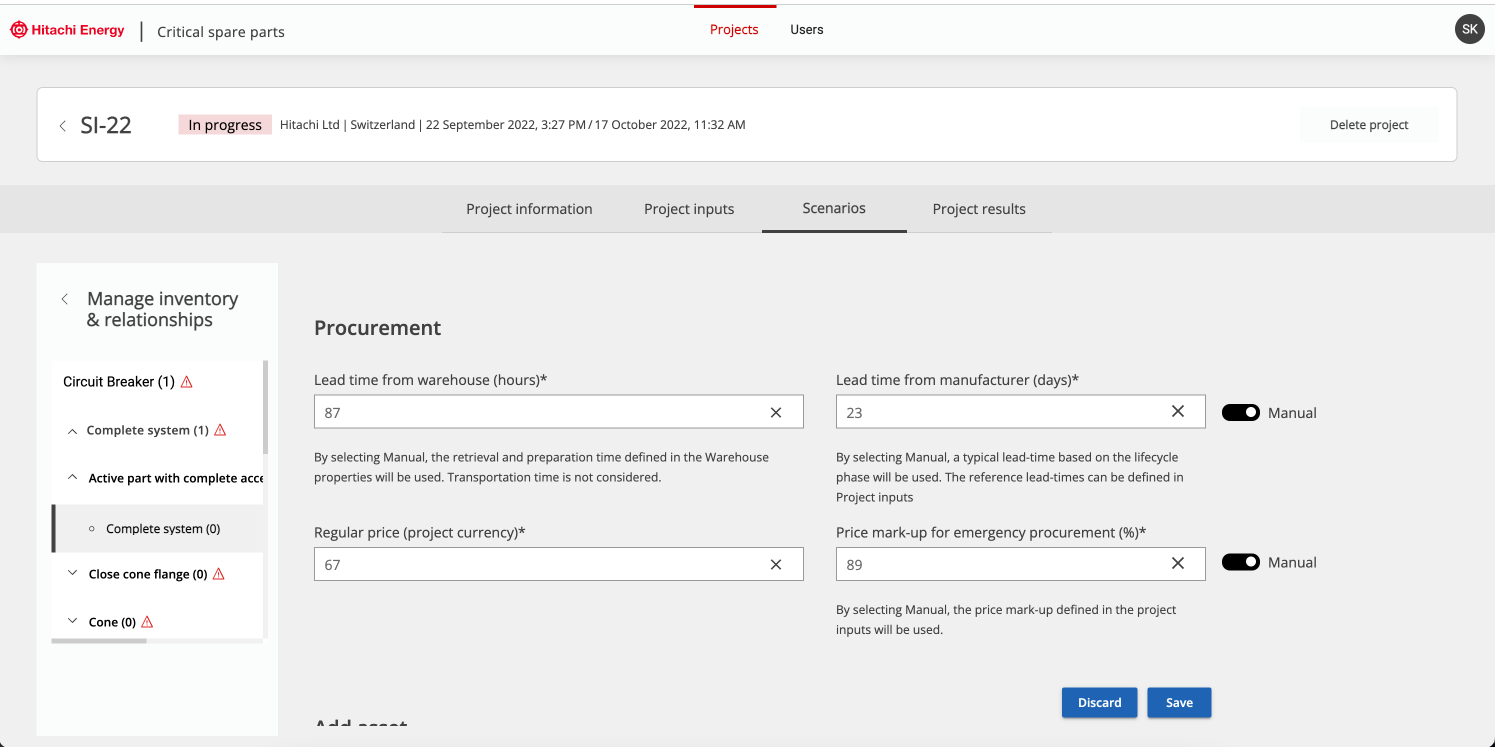 Hitachi Energy
Critical spare parts
Projects
Users
SK
SI-22
In progress
Hitachi Ltd | Switzerland | 22 September 2022, 3:27 PM / 17 October 2022, 11:32 AM
Delete project
Project information
Project inputs
Scenarios
Project results
Manage inventory
& relationships
Circuit Breaker (1)
Complete system (1)
Active part with complete acce
Complete system (0)
Close cone flange (0)
Cone (0)
Procurement
Lead time from warehouse (hours)*
87
By selecting Manual, the retrieval and preparation time defined in the Warehouse
properties will be used. Transportation time is not considered.
Lead time from manufacturer (days)*
23
Manual
By selecting Manual, a typical lead-time based on the lifecycle
phase will be used. The reference lead-times can be defined in
Project inputs
Regular price (project currency)*
67
Price mark-up for emergency procurement (%)*
89
Manual
By selecting Manual, the price mark-up defined in the project
inputs will be used.
Discard
Save
Add asset